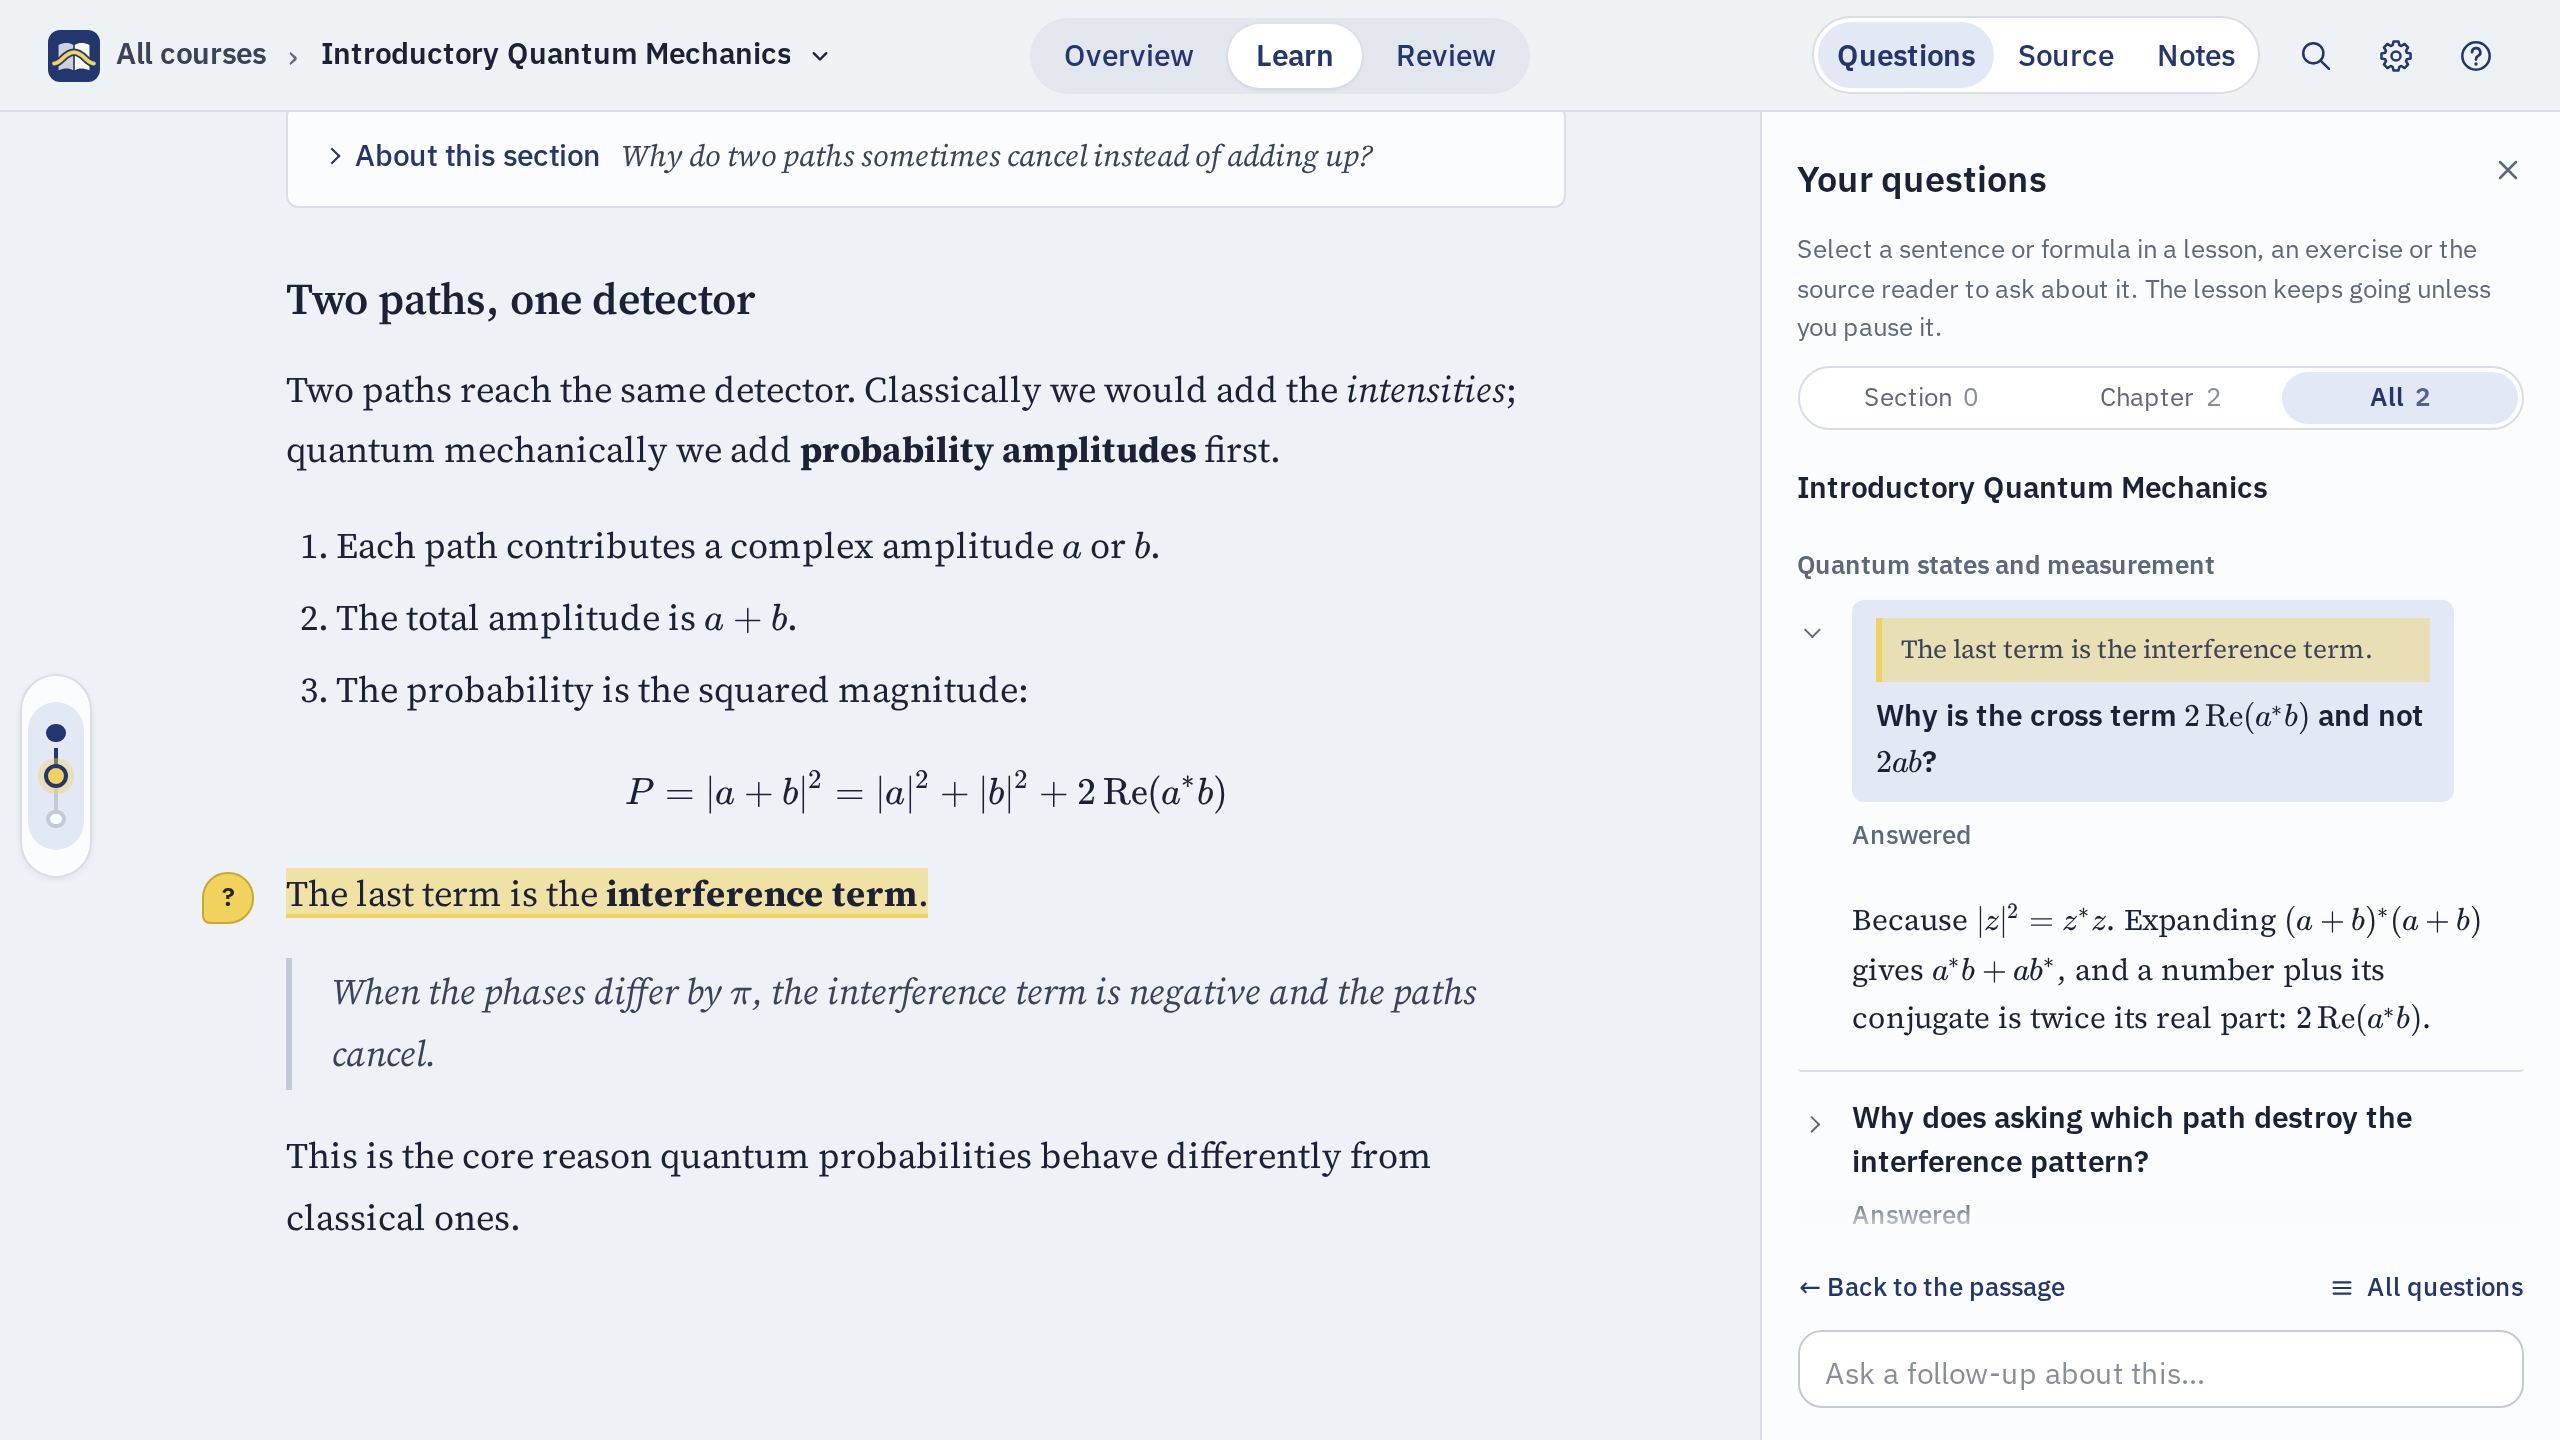 All courses › Introductory Quantum Mechanics
Overview Learn Review
Questions Source Notes
About this section Why do two paths sometimes cancel instead of adding up?
Two paths, one detector
Two paths reach the same detector. Classically we would add the intensities;
quantum mechanically we add probability amplitudes first.
1. Each path contributes a complex amplitude a or b.
2. The total amplitude is a + b.
3. The probability is the squared magnitude:
P = |a + b|² = |a|² + |b|² + 2 Re(a*b)
?
The last term is the interference term.
When the phases differ by π, the interference term is negative and the paths
cancel.
This is the core reason quantum probabilities behave differently from
classical ones.
Your questions
Select a sentence or formula in a lesson, an exercise or the
source reader to ask about it. The lesson keeps going unless
you pause it.
Section 0 Chapter 2 All 2
Introductory Quantum Mechanics
Quantum states and measurement
The last term is the interference term.
Why is the cross term 2 Re(a*b) and not
2ab?
Answered
Because |z|² = z*z. Expanding (a + b)*(a + b)
gives a*b + ab*, and a number plus its
conjugate is twice its real part: 2 Re(a*b).
Why does asking which path destroy the
interference pattern?
Answered
← Back to the passage All questions
Ask a follow-up about this...